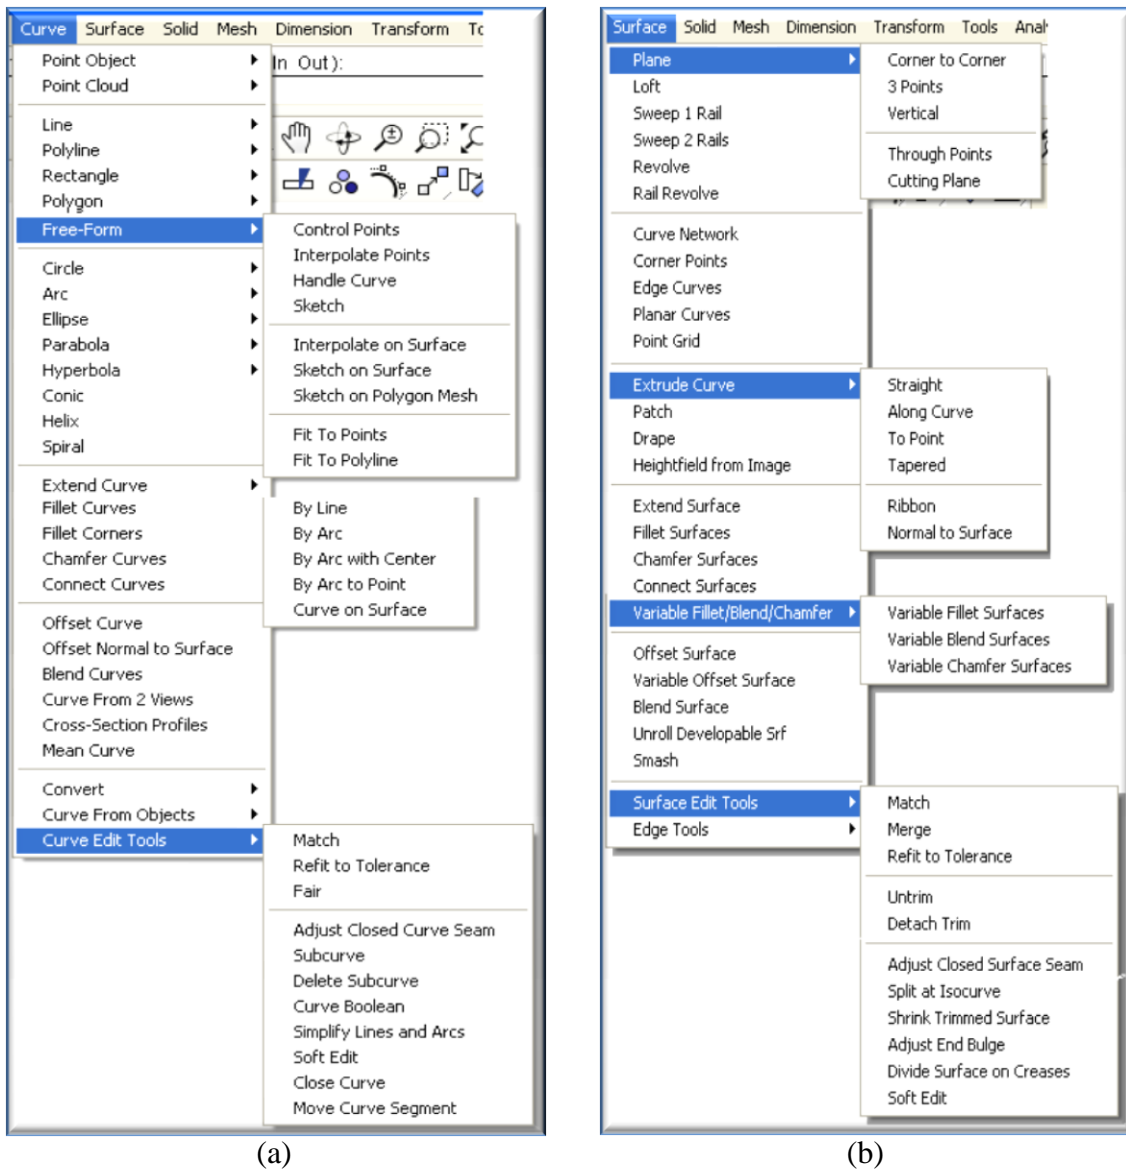 Curve Surface Solid Mesh Dimension Transform
Point Object
In Out):
Point Cloud
Line
Polyline
Rectangle
Polygon
Free-Form
Control Points
Interpolate Points
Handle Curve
Sketch
Interpolate on Surface
Sketch on Surface
Sketch on Polygon Mesh
Fit To Points
Fit To Polyline
Circle
Arc
Ellipse
Parabola
Hyperbola
Conic
Helix
Spiral
Extend Curve
Fillet Curves
Fillet Corners
Chamfer Curves
Connect Curves
By Line
By Arc
By Arc with Center
By Arc to Point
Curve on Surface
Offset Curve
Offset Normal to Surface
Blend Curves
Curve From 2 Views
Cross-Section Profiles
Mean Curve
Convert
Curve From Objects
Curve Edit Tools
Match
Refit to Tolerance
Fair
Adjust Closed Curve Seam
Subcurve
Delete Subcurve
Curve Boolean
Simplify Lines and Arcs
Soft Edit
Close Curve
Move Curve Segment
(a)
Surface Solid Mesh Dimension Transform Tools Anal
Plane
Corner to Corner
3 Points
Vertical
Through Points
Cutting Plane
Loft
Sweep 1 Rail
Sweep 2 Rails
Revolve
Rail Revolve
Curve Network
Corner Points
Edge Curves
Planar Curves
Point Grid
Extrude Curve
Straight
Along Curve
To Point
Tapered
Ribbon
Normal to Surface
Patch
Drape
Heightfield from Image
Extend Surface
Fillet Surfaces
Chamfer Surfaces
Connect Surfaces
Variable Fillet/Blend/Chamfer
Variable Fillet Surfaces
Variable Blend Surfaces
Variable Chamfer Surfaces
Offset Surface
Variable Offset Surface
Blend Surface
Unroll Developable Srf
Smash
Surface Edit Tools
Edge Tools
Match
Merge
Refit to Tolerance
Untrim
Detach Trim
Adjust Closed Surface Seam
Split at Isocurve
Shrink Trimmed Surface
Adjust End Bulge
Divide Surface on Creases
Soft Edit
(b)